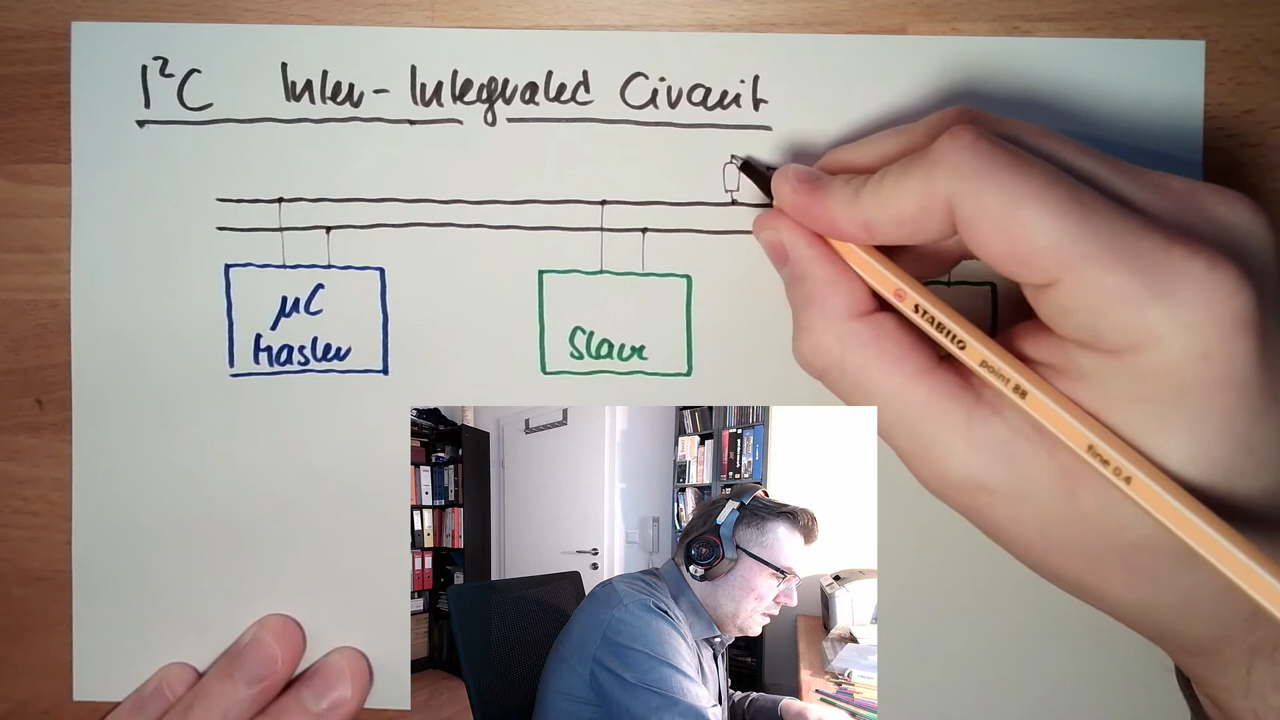 I²C Inter-Integrated Circuit
µC
Master
Slave
STABILO point 88 fine 0.4